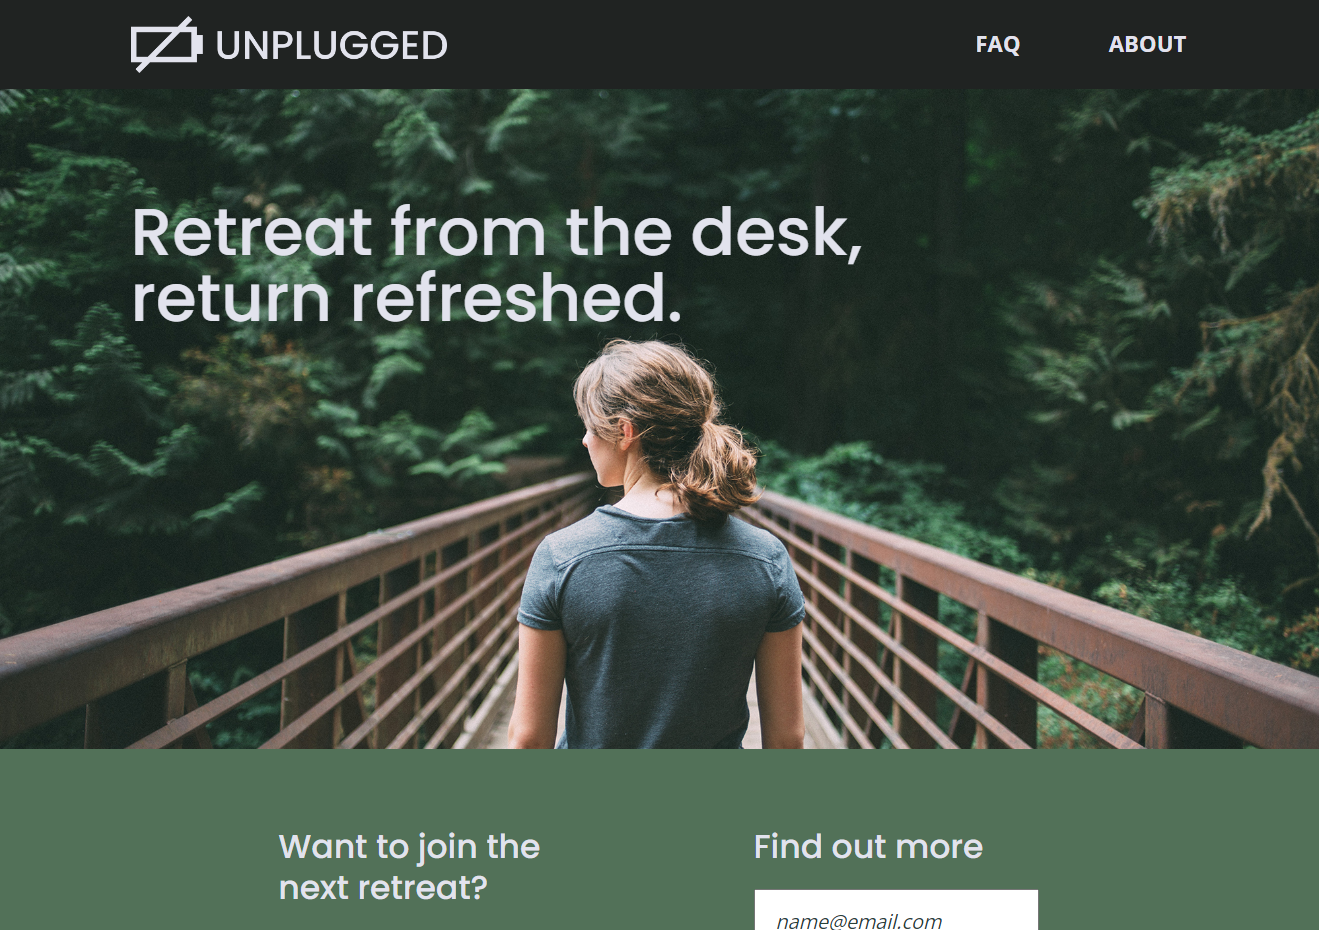 UNPLUGGED
FAQ
ABOUT
Retreat from the desk,
return refreshed.
Want to join the
next retreat?
Find out more
name@email.com